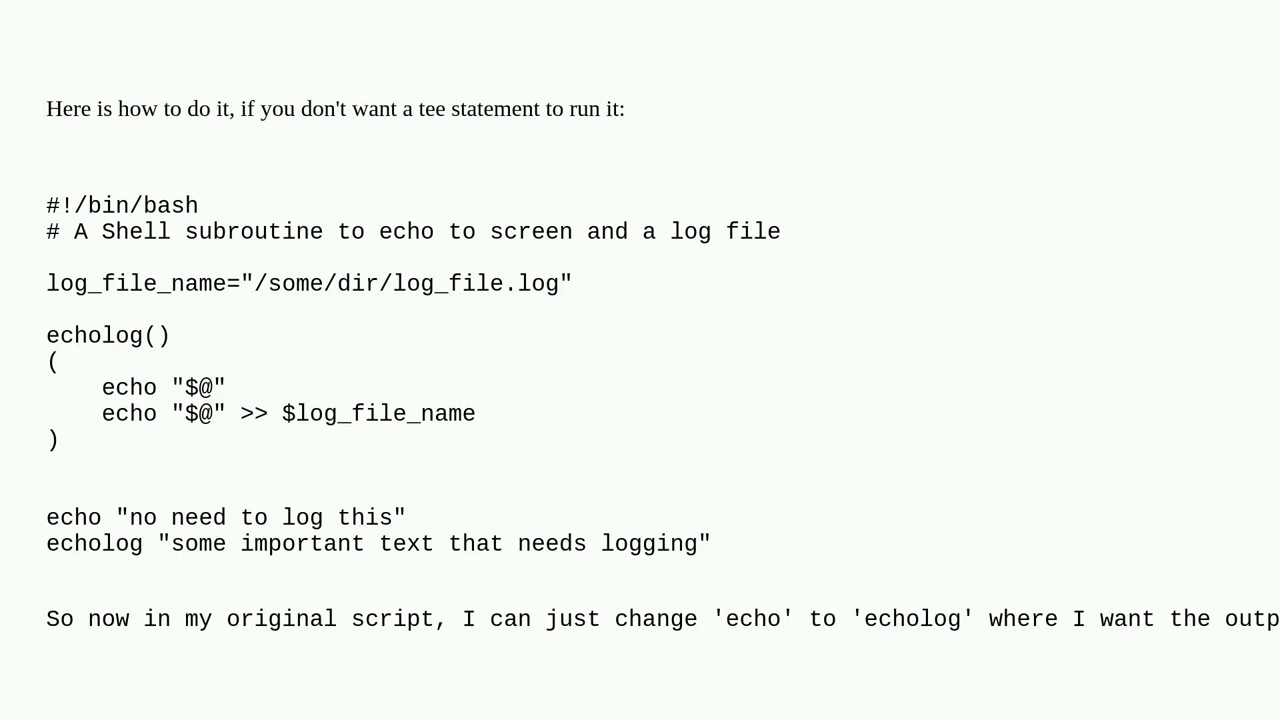 Here is how to do it, if you don't want a tee statement to run it:
#!/bin/bash
# A Shell subroutine to echo to screen and a log file
log_file_name="/some/dir/log_file.log"
echolog()
(
    echo "$@"
    echo "$@" >> $log_file_name
)
echo "no need to log this"
echolog "some important text that needs logging"
So now in my original script, I can just change 'echo' to 'echolog' where I want the outp